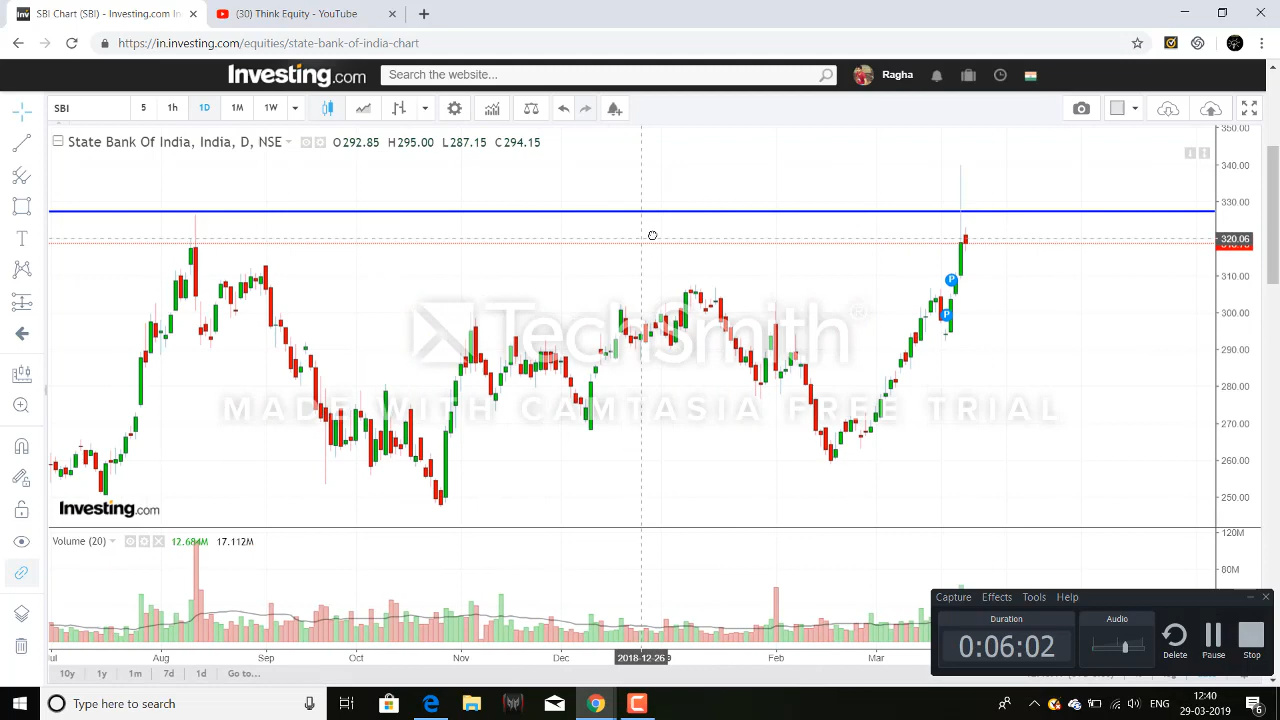 SBI Chart (SBI) - Investing.com In
(30) Think Equity - YouTube
https://in.investing.com/equities/state-bank-of-india-chart
Investing.com
Search the website...
Ragha
SBI
5
1h
1D
1M
1W
State Bank Of India, India, D, NSE
O292.85 H295.00 L287.15 C294.15
350.00
340.00
330.00
320.06
310.00
300.00
290.00
280.00
270.00
260.00
250.00
P
P
TechSmith
MADE WITH CAMTASIA FREE TRIAL
Investing.com
Volume (20)
12.684M 17.112M
120M
80M
Aug
Sep
Oct
Nov
Dec
2018-12-26
Feb
Mar
10y
1y
1m
7d
1d
Go to...
Capture Effects Tools Help
Duration
0:06:02
Audio
Delete
Pause
Stop
Type here to search
ENG
12:40
29-03-2019
6